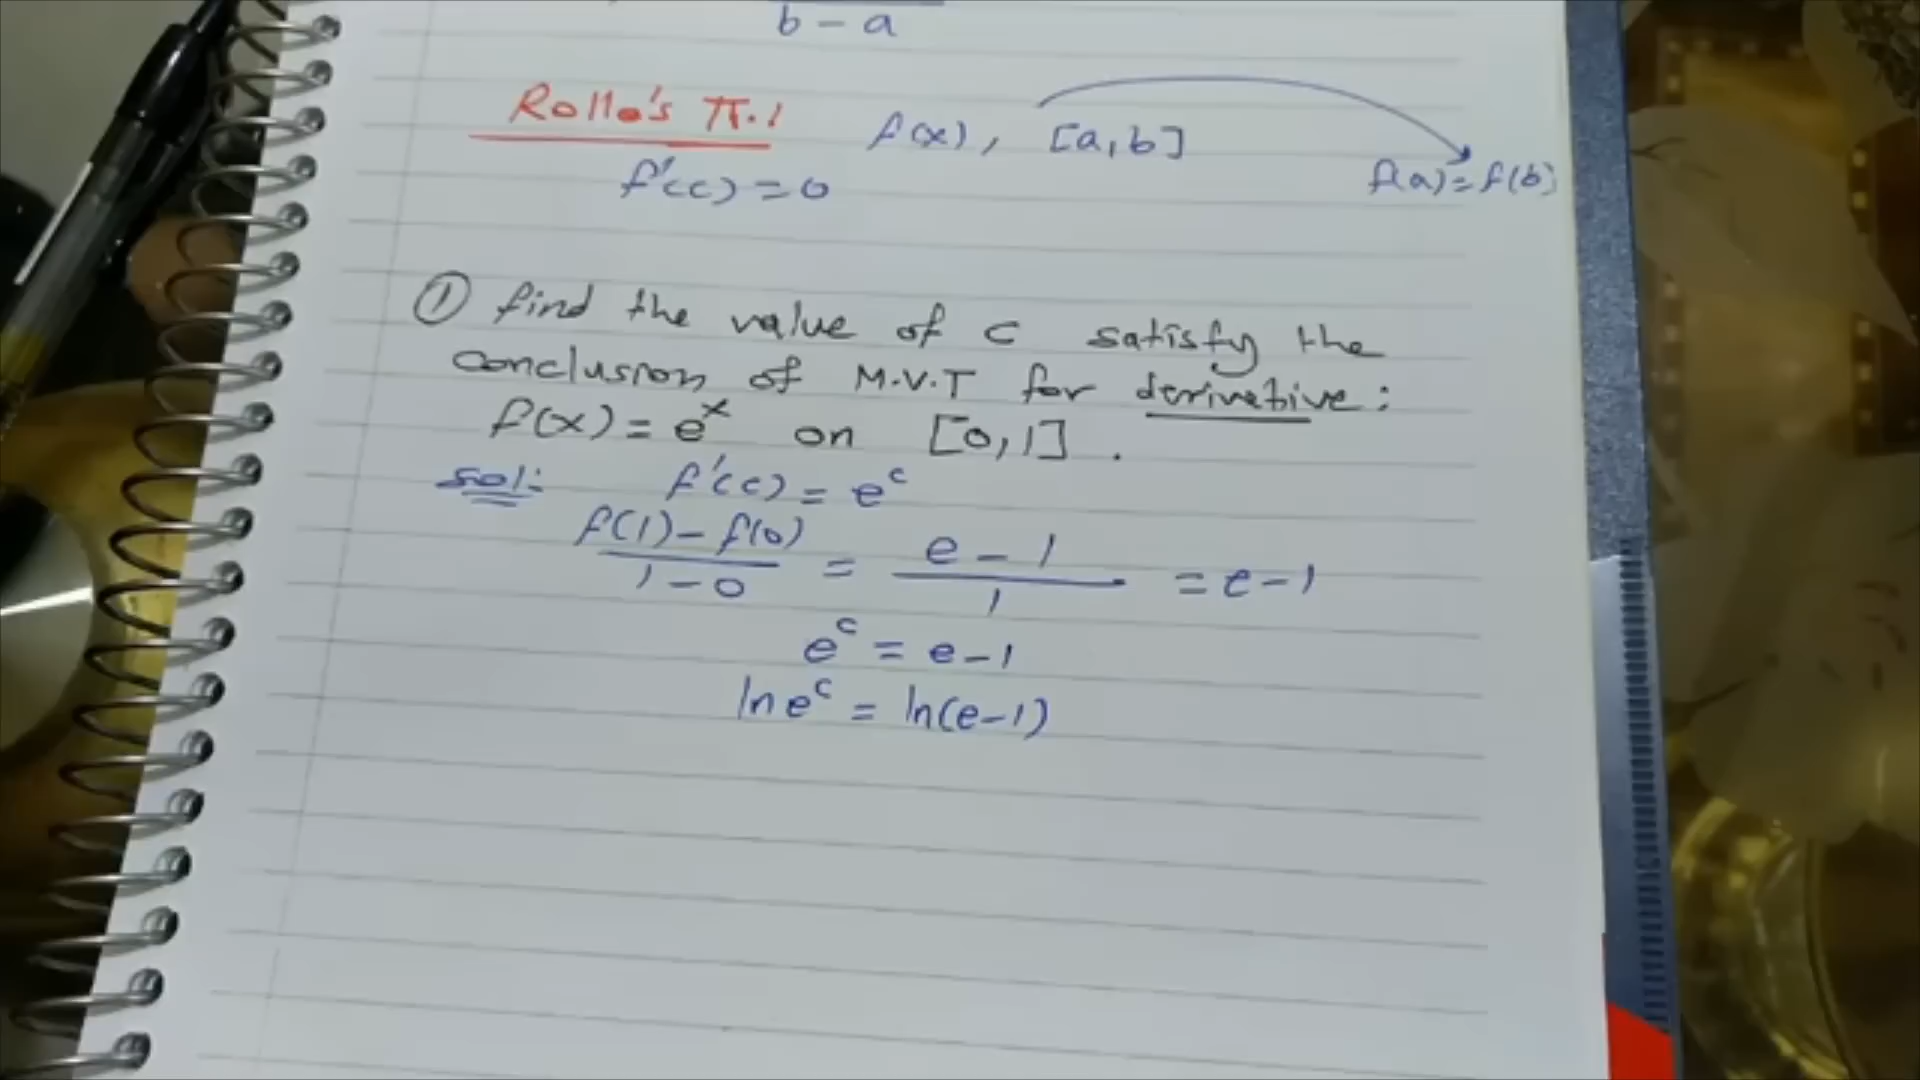 b - a
Rolle's Th.! f(x), [a,b]
f'(c) = 0 f(a) = f(b)
① find the value of c satisfy the
conclusion of M.V.T for derivative:
f(x) = e^x on [0,1].
sol: f'(c) = e^c
f(1) - f(0) / 1 - 0 = e - 1 / 1 = e - 1
e^c = e - 1
ln e^c = ln(e-1)